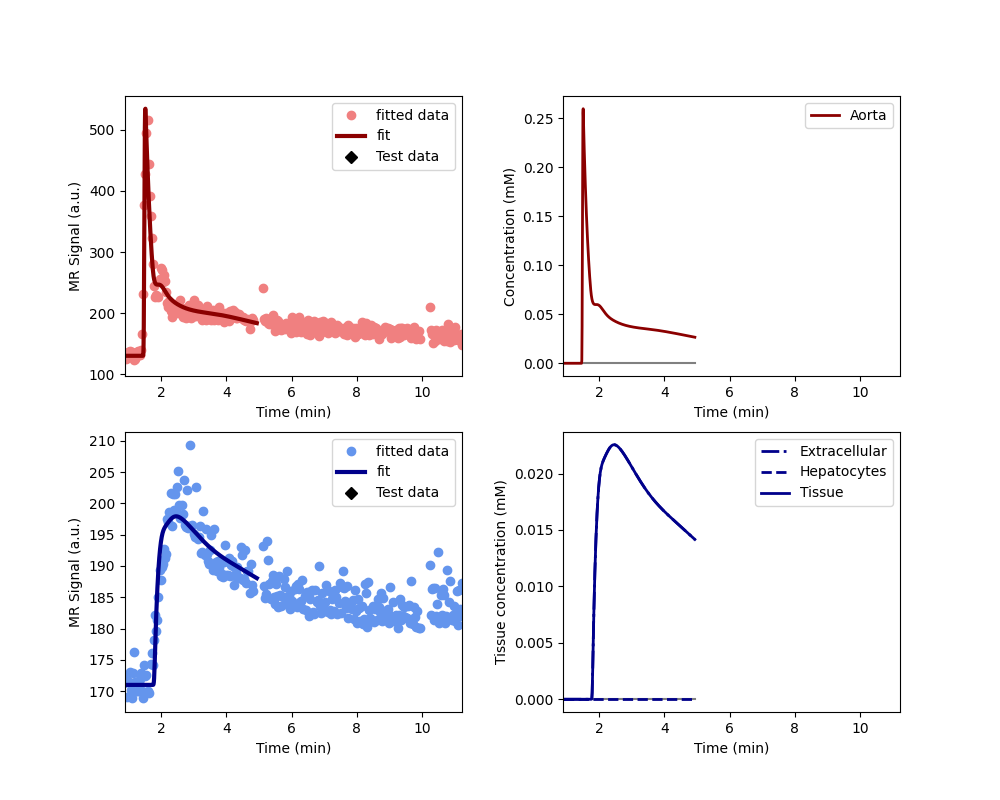 MR Signal (a.u.)
500
400
300
200
100
fitted data
fit
Test data
2
4
6
8
10
Time (min)
Concentration (mM)
0.25
0.20
0.15
0.10
0.05
0.00
Aorta
2
4
6
8
10
Time (min)
MR Signal (a.u.)
210
205
200
195
190
185
180
175
170
fitted data
fit
Test data
2
4
6
8
10
Time (min)
Tissue concentration (mM)
0.020
0.015
0.010
0.005
0.000
Extracellular
Hepatocytes
Tissue
2
4
6
8
10
Time (min)